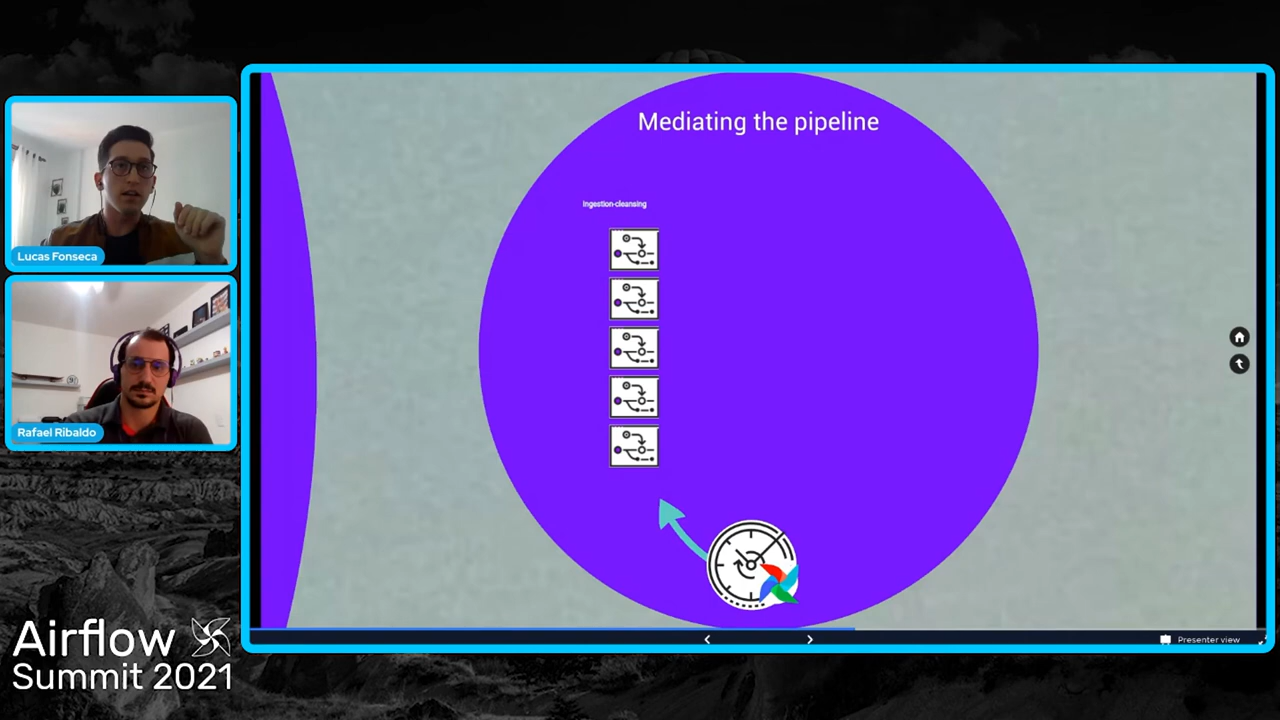 Mediating the pipeline
Ingestion-cleansing
Lucas Fonseca
Rafael Ribaldo
Airflow
Summit 2021
Presenter view